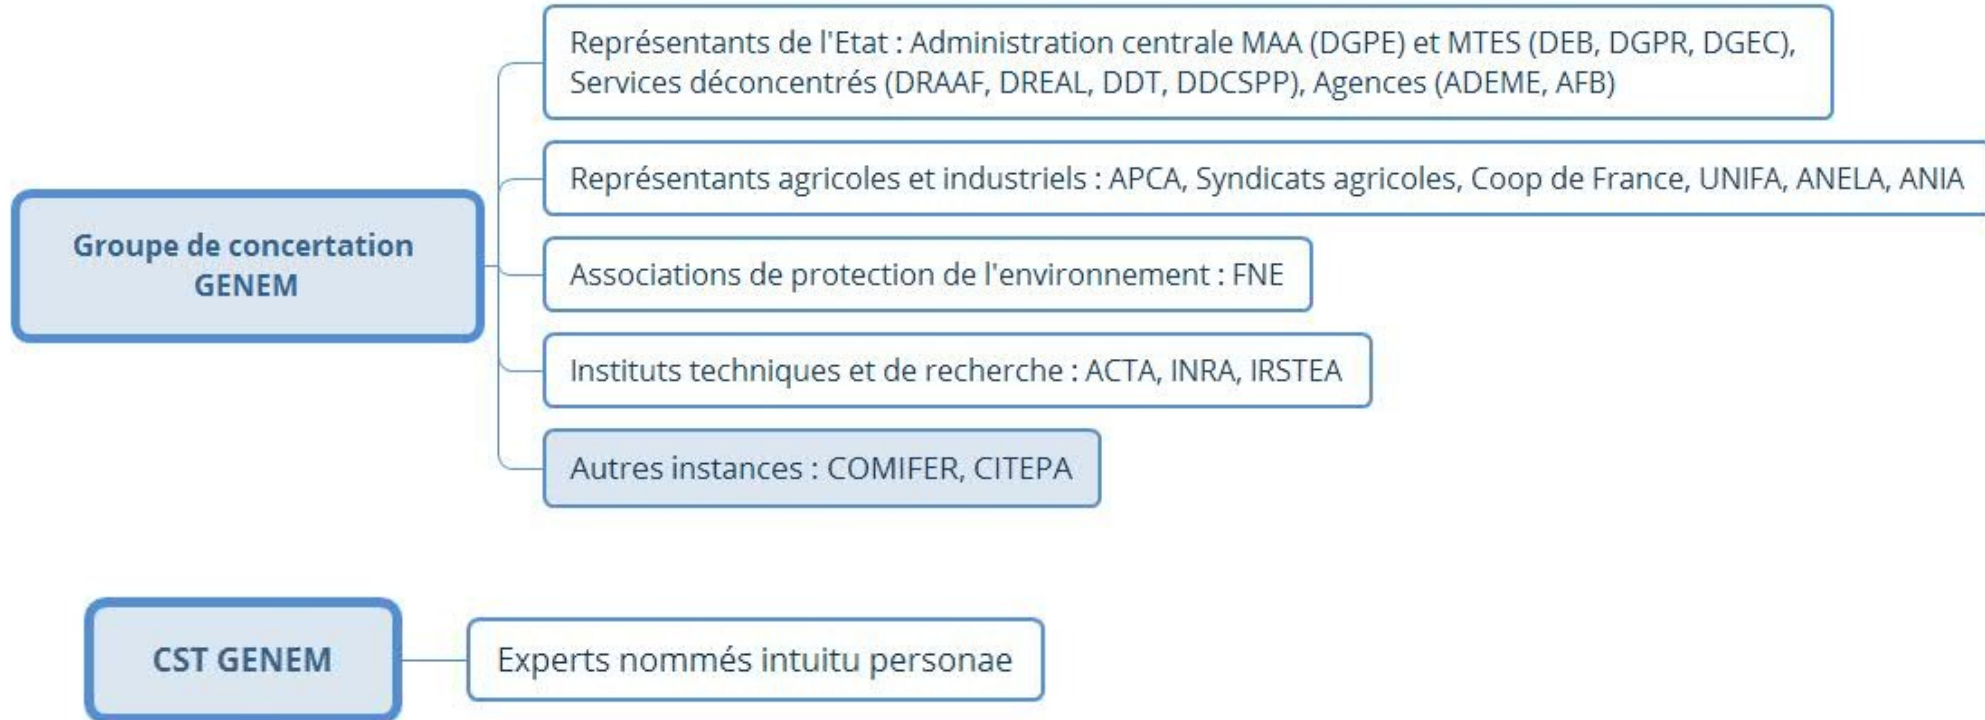 Représentants de l'Etat : Administration centrale MAA (DGPE) et MTES (DEB, DGPR, DGEC),
Services déconcentrés (DRAAF, DREAL, DDT, DDCSPP), Agences (ADEME, AFB)
Représentants agricoles et industriels : APCA, Syndicats agricoles, Coop de France, UNIFA, ANELA, ANIA
Groupe de concertation
GENEM
Associations de protection de l'environnement : FNE
Instituts techniques et de recherche : ACTA, INRA, IRSTEA
Autres instances : COMIFER, CITEPA
CST GENEM
Experts nommés intuitu personae